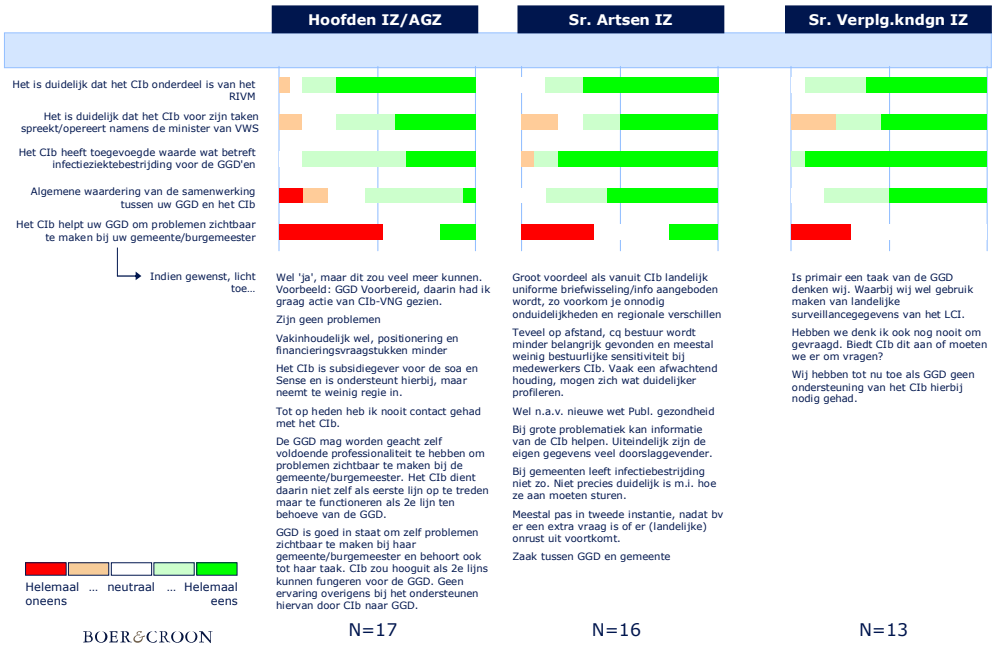 Hoofden IZ/AGZ
Sr. Artsen IZ
Sr. Verplg.kndgn IZ
Het is duidelijk dat het CIb onderdeel is van het
RIVM
Het is duidelijk dat het CIb voor zijn taken
spreekt/opereert namens de minister van VWS
Het CIb heeft toegevoegde waarde wat betreft
infectieziektebestrijding voor de GGD'en
Algemene waardering van de samenwerking
tussen uw GGD en het CIb
Het CIb helpt uw GGD om problemen zichtbaar
te maken bij uw gemeente/burgemeester
Indien gewenst, licht
toe…
Wel 'ja', maar dit zou veel meer kunnen.
Voorbeeld: GGD Voorbereid, daarin had ik
graag actie van CIb-VNG gezien.
Zijn geen problemen
Vakinhoudelijk wel, positionering en
financieringsvraagstukken minder
Het CIb is subsidiegever voor de soa en
Sense en is ondersteunt hierbij, maar
neemt te weinig regie in.
Tot op heden heb ik nooit contact gehad
met het CIb.
De GGD mag worden geacht zelf
voldoende professionaliteit te hebben om
problemen zichtbaar te maken bij de
gemeente/burgemeester. Het CIb dient
daarin niet zelf als eerste lijn op te treden
maar te functioneren als 2e lijn ten
behoeve van de GGD.
GGD is goed in staat om zelf problemen
zichtbaar te maken bij haar
gemeente/burgemeester en behoort ook
tot haar taak. CIb zou hooguit als 2e lijns
kunnen fungeren voor de GGD. Geen
ervaring overigens bij het ondersteunen
hiervan door CIb naar GGD.
Groot voordeel als vanuit CIb landelijk
uniforme briefwisseling/info aangeboden
wordt, zo voorkom je onnodig
onduidelijkheden en regionale verschillen
Teveel op afstand, cq bestuur wordt
minder belangrijk gevonden en meestal
weinig bestuurlijke sensitiviteit bij
medewerkers CIb. Vaak een afwachtend
houding, mogen zich wat duidelijker
profileren.
Wel n.a.v. nieuwe wet Publ. gezondheid
Bij grote problematiek kan informatie
van de CIb helpen. Uiteindelijk zijn de
eigen gegevens veel doorslaggevender.
Bij gemeenten leeft infectiebestrijding
niet zo. Niet precies duidelijk is m.i. hoe
ze aan moeten sturen.
Meestal pas in tweede instantie, nadat bv
er een extra vraag is of er (landelijke)
onrust uit voortkomt.
Zaak tussen GGD en gemeente
Is primair een taak van de GGD
denken wij. Waarbij wij wel gebruik
maken van landelijke
surveillancegegevens van het LCI.
Hebben we denk ik ook nog nooit om
gevraagd. Biedt CIb dit aan of moeten
we er om vragen?
Wij hebben tot nu toe als GGD geen
ondersteuning van het CIb hierbij
nodig gehad.
Helemaal … neutraal … Helemaal
oneens eens
BOER&CROON
N=17
N=16
N=13